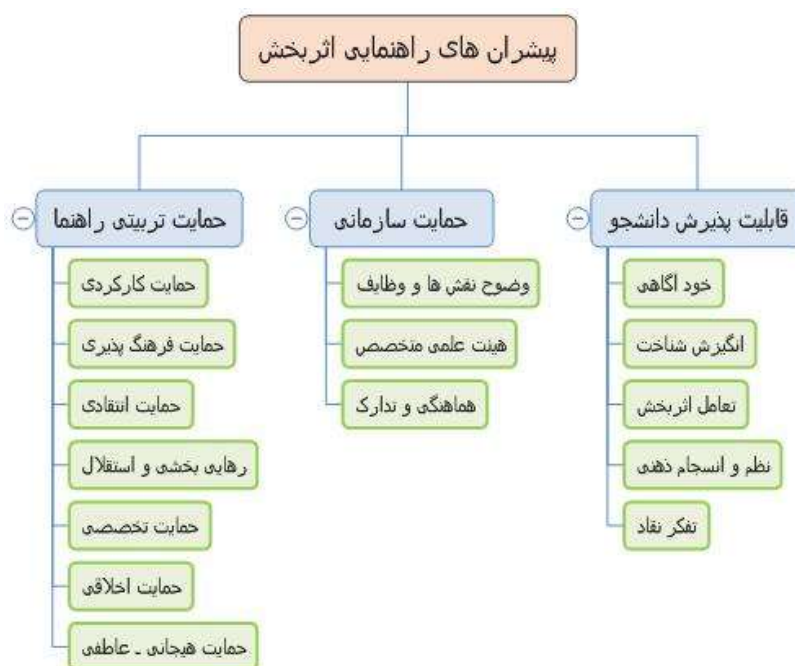 پیشران های راهنمایی اثربخش
قابلیت پذیرش دانشجو
خود آگاهی
انگیزش شناخت
تعامل اثربخش
نظم و انسجام ذهنی
تفکر نقاد
حمایت سازمانی
وضوح نقش ها و وظایف
هیئت علمی متخصص
هماهنگی و تدارک
حمایت تربیتی راهنما
حمایت کارکردی
حمایت فرهنگ پذیری
حمایت انتقادی
رهایی بخشی و استقلال
حمایت تخصصی
حمایت اخلاقی
حمایت هیجانی ـ عاطفی